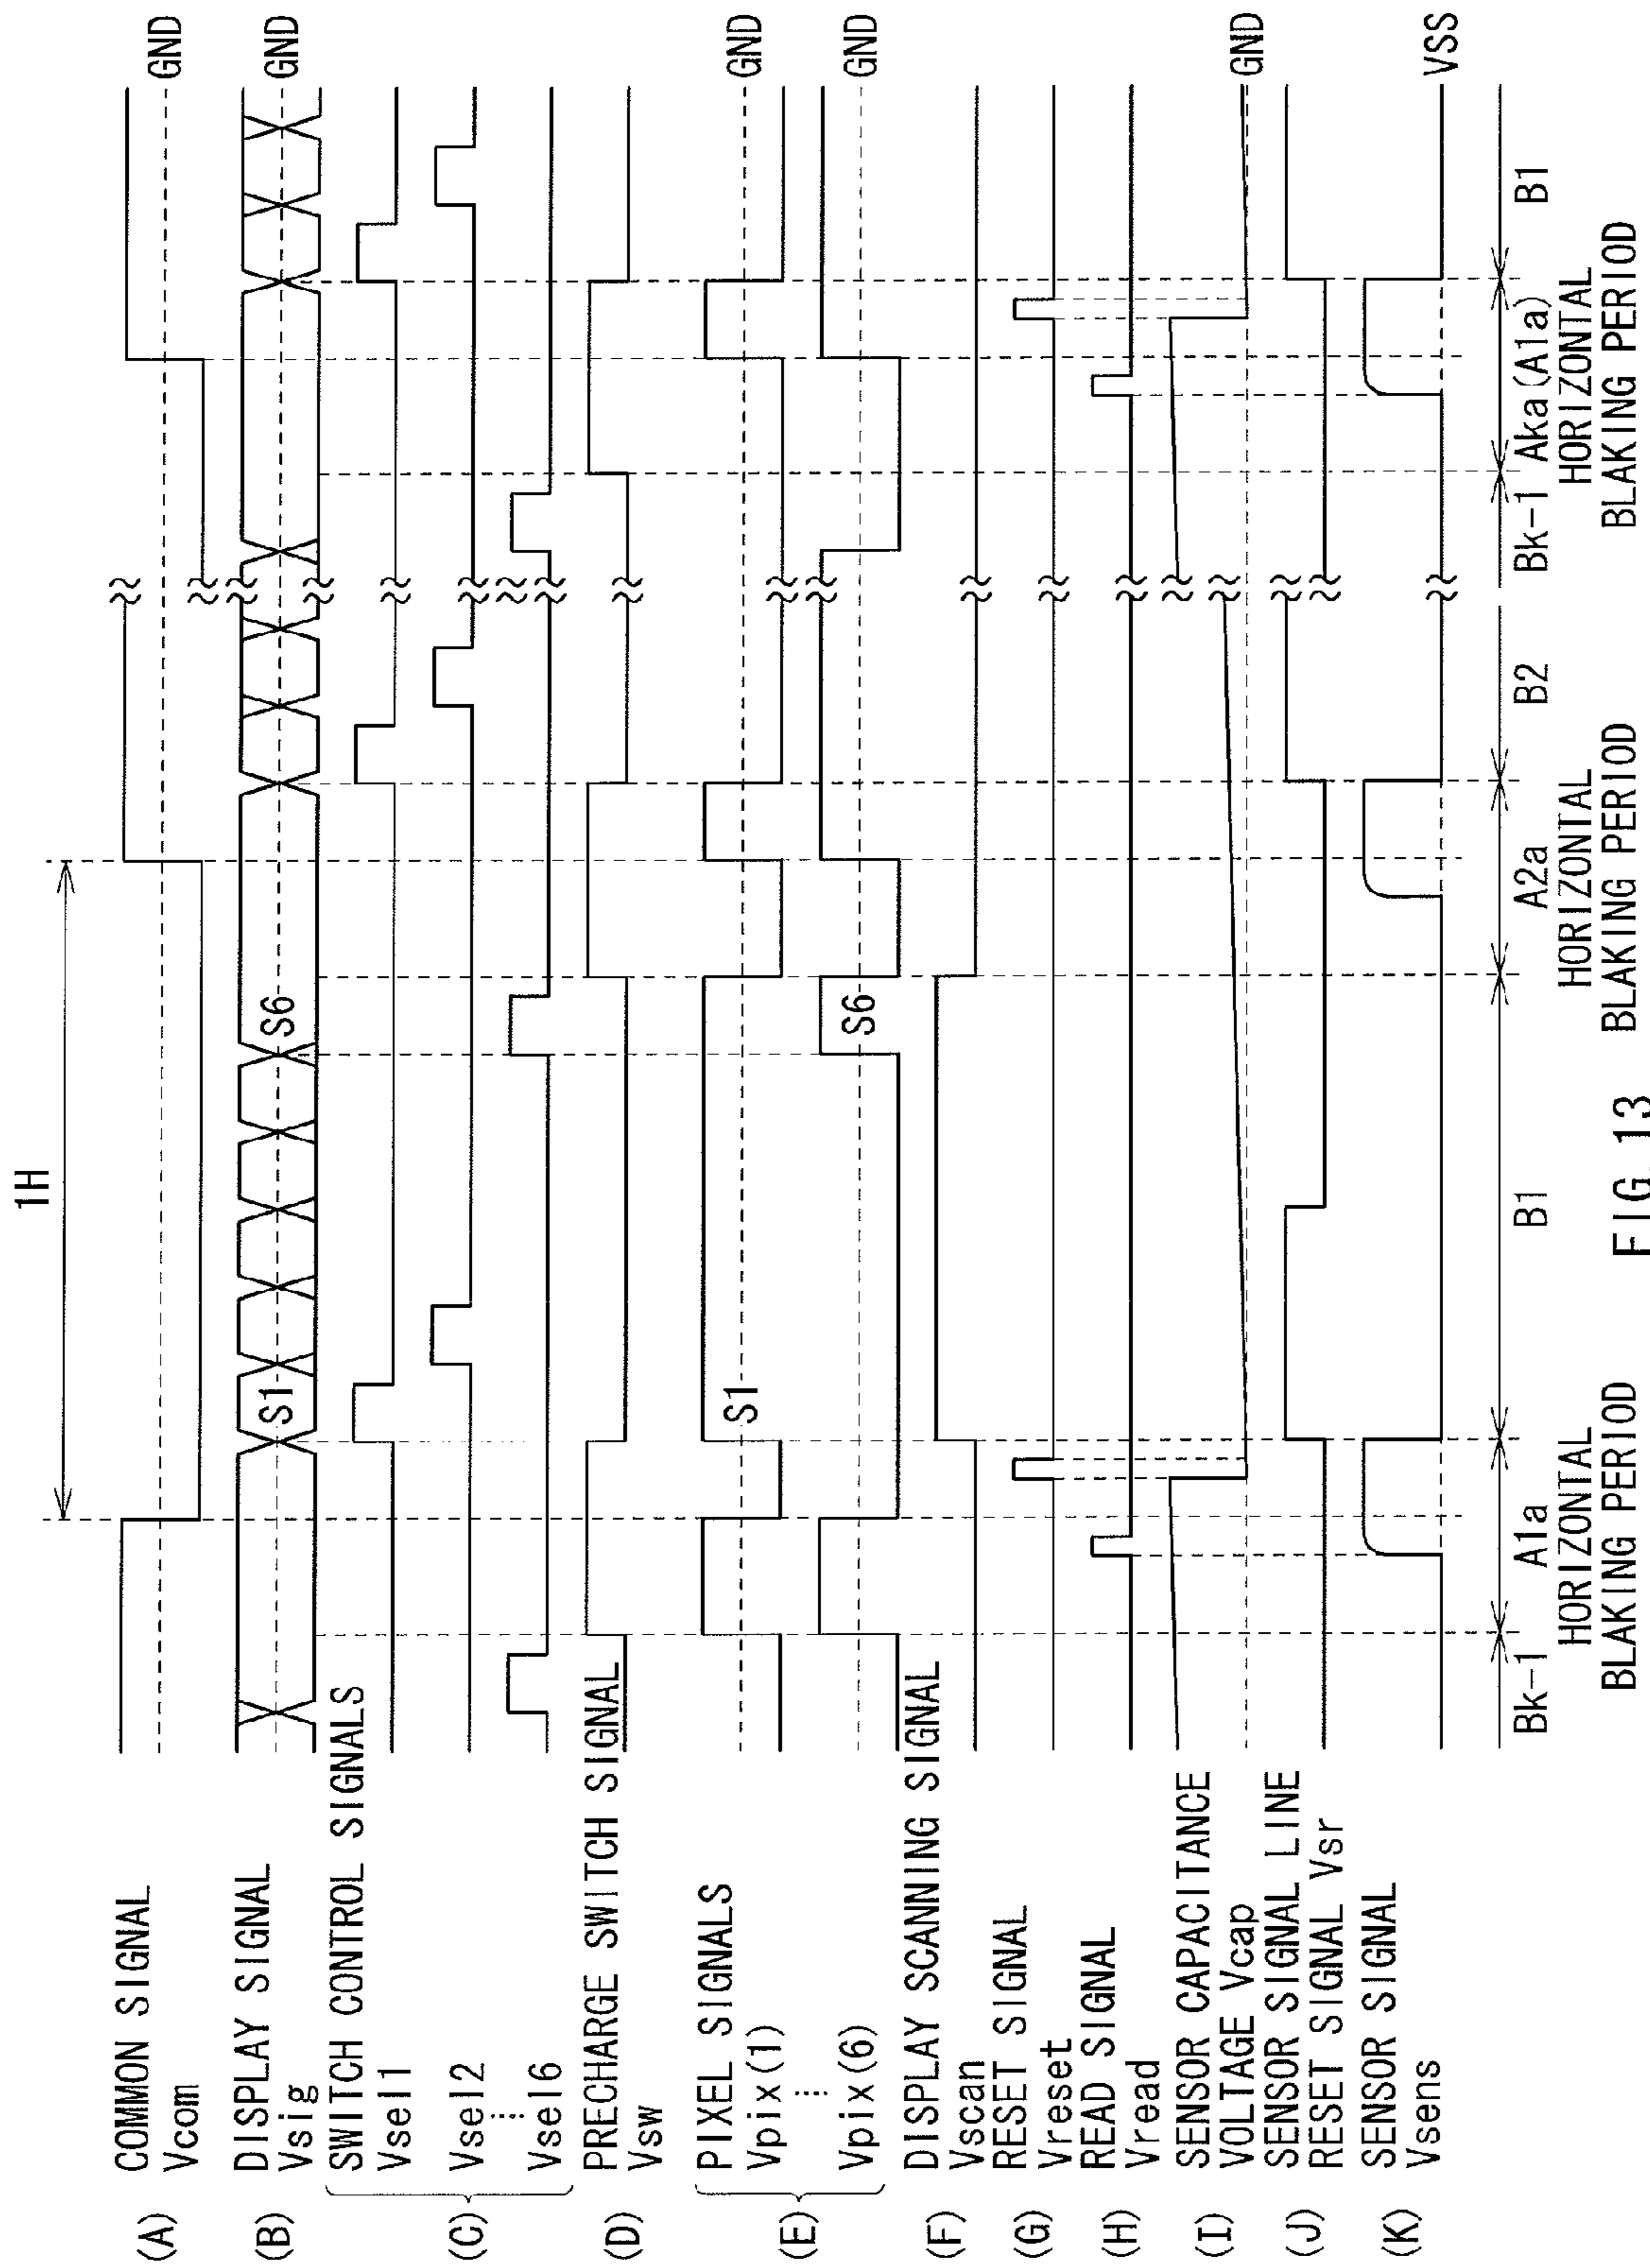 1H
(A) COMMON SIGNAL
Vcom
GND
(B) DISPLAY SIGNAL
Vsig
S1
S6
GND
(C) SWITCH CONTROL SIGNALS
Vsel1
Vsel2
⋮
Vsel6
(D) PRECHARGE SWITCH SIGNAL
Vsw
(E) PIXEL SIGNALS
Vpix(1)
S1
GND
⋮
Vpix(6)
S6
GND
(F) DISPLAY SCANNING SIGNAL
Vscan
(G) RESET SIGNAL
Vreset
(H) READ SIGNAL
Vread
(I) SENSOR CAPACITANCE
VOLTAGE Vcap
GND
(J) SENSOR SIGNAL LINE
RESET SIGNAL Vsr
(K) SENSOR SIGNAL
Vsens
VSS
Bk-1 A1a B1 A2a B2 Bk-1 Aka(A1a) B1
HORIZONTAL HORIZONTAL HORIZONTAL
BLAKING PERIOD BLAKING PERIOD BLAKING PERIOD
FIG. 13